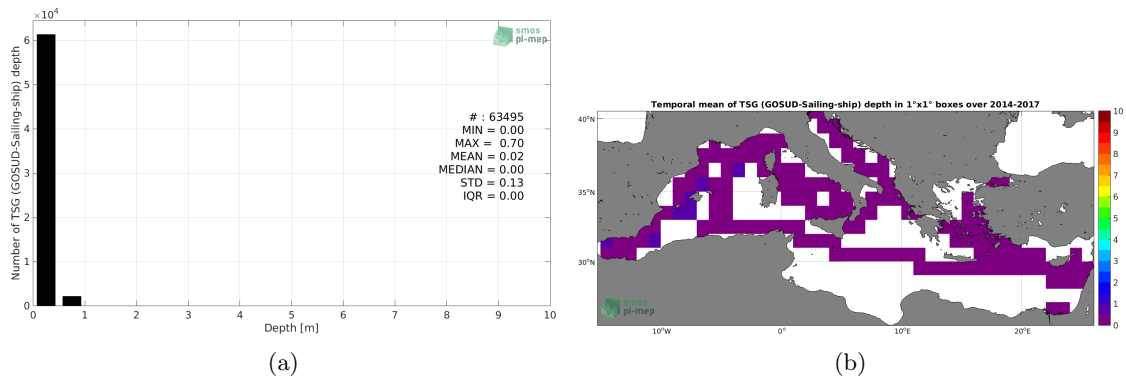 ×10⁴
6
5
4
3
2
1
0
Number of TSG (GOSUD-Sailing-ship) depth
smos
pi-mep
# : 63495
MIN = 0.00
MAX = 0.70
MEAN = 0.02
MEDIAN = 0.00
STD = 0.13
IQR = 0.00
0 1 2 3 4 5 6 7 8 9 10
Depth [m]
(a)
Temporal mean of TSG (GOSUD-Sailing-ship) depth in 1°x1° boxes over 2014-2017
40°N
35°N
30°N
smos
pi-mep
10°W 0° 10°E 20°E
10
9
8
7
6
5
4
3
2
1
0
(b)